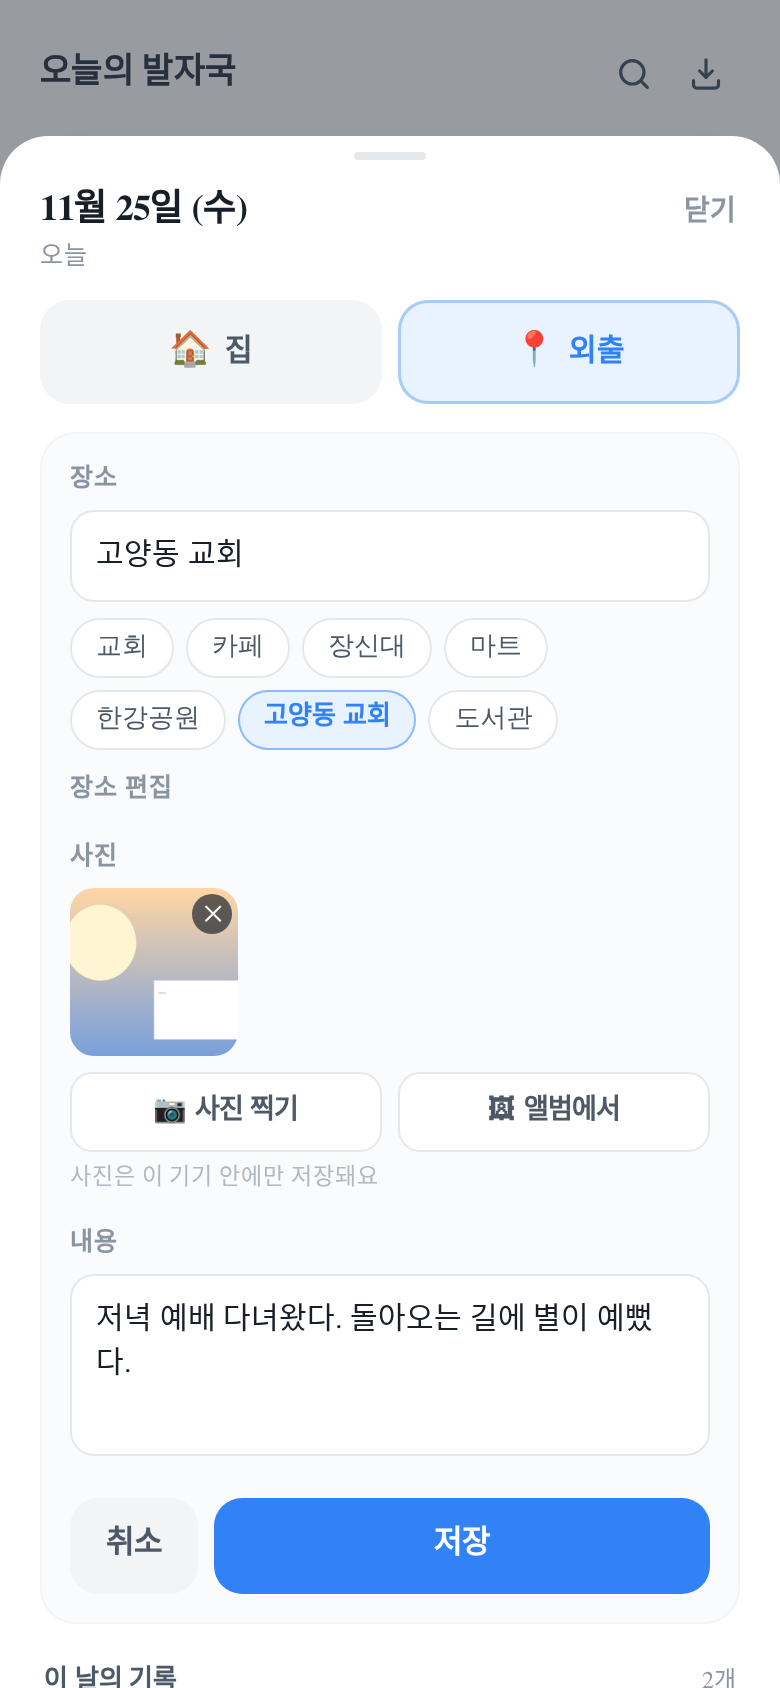 오늘의 발자국
11월 25일 (수)
닫기
오늘
집
외출
장소
고양동 교회
교회
카페
장신대
마트
한강공원
고양동 교회
도서관
장소 편집
사진
사진 찍기
앨범에서
사진은 이 기기 안에만 저장돼요
내용
저녁 예배 다녀왔다. 돌아오는 길에 별이 예뻤
다.
취소
저장
이 날의 기록
2개